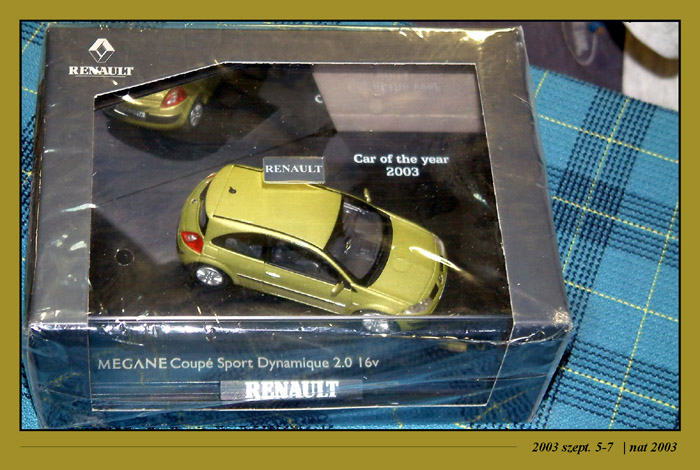 RENAULT
RENAULT
Car of the year
2003
MEGANE Coupé Sport Dynamique 2.0 16v
RENAULT
2003 szept. 5-7 | nat 2003